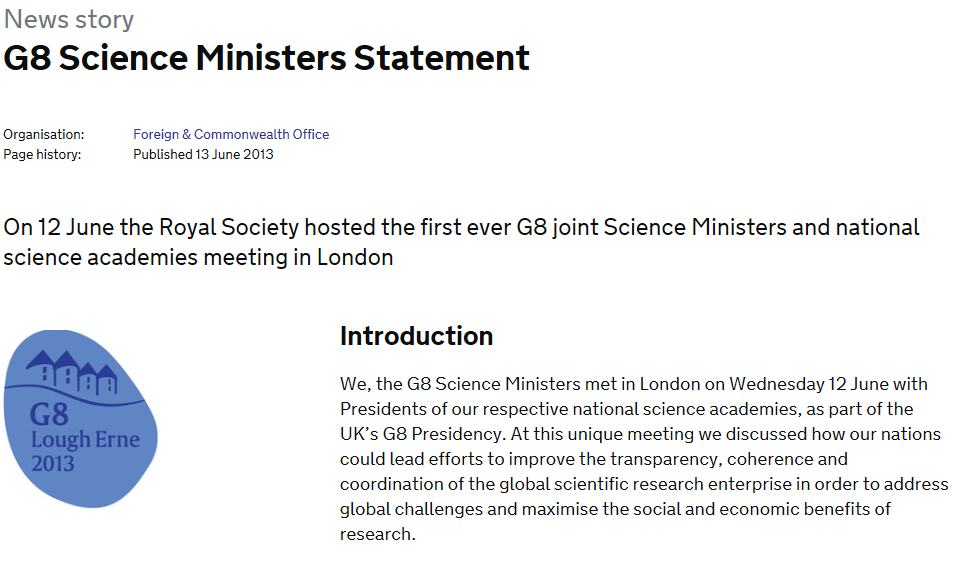 News story
G8 Science Ministers Statement
Organisation: Foreign & Commonwealth Office
Page history: Published 13 June 2013
On 12 June the Royal Society hosted the first ever G8 joint Science Ministers and national
science academies meeting in London
G8
Lough Erne
2013
Introduction
We, the G8 Science Ministers met in London on Wednesday 12 June with
Presidents of our respective national science academies, as part of the
UK’s G8 Presidency. At this unique meeting we discussed how our nations
could lead efforts to improve the transparency, coherence and
coordination of the global scientific research enterprise in order to address
global challenges and maximise the social and economic benefits of
research.